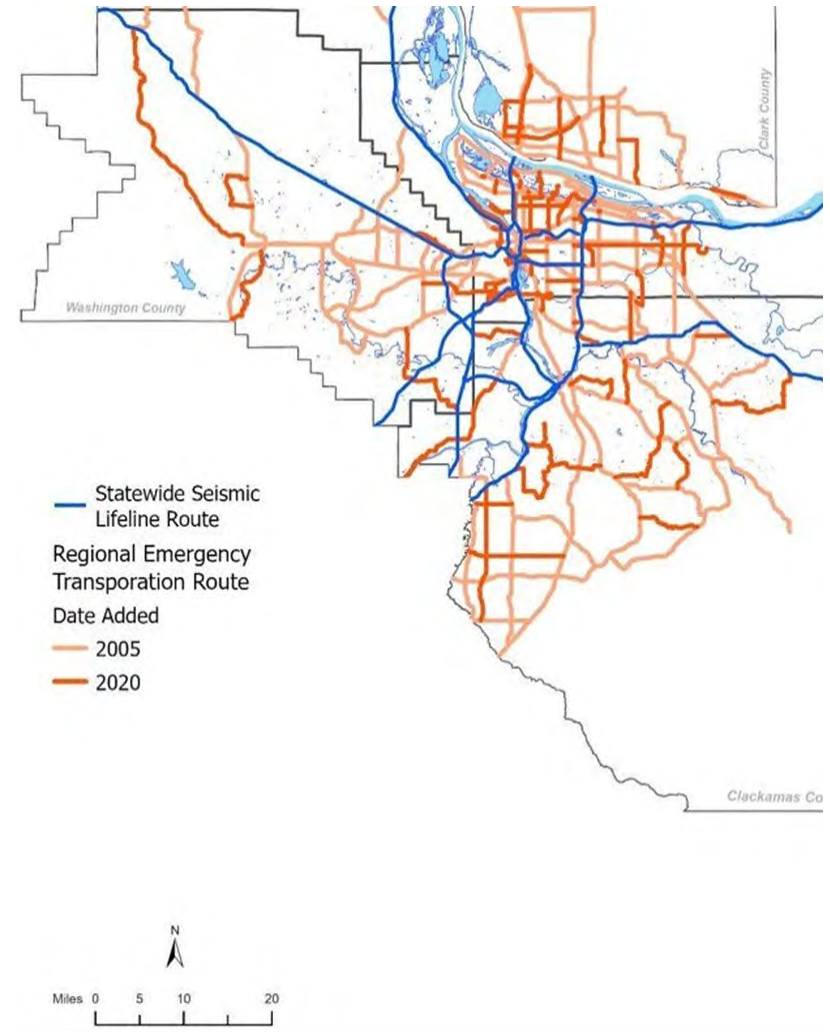 Clark County
Washington County
Statewide Seismic
Lifeline Route
Regional Emergency
Transporation Route
Date Added
2005
2020
Clackamas Co
N
Miles 0 5 10 20